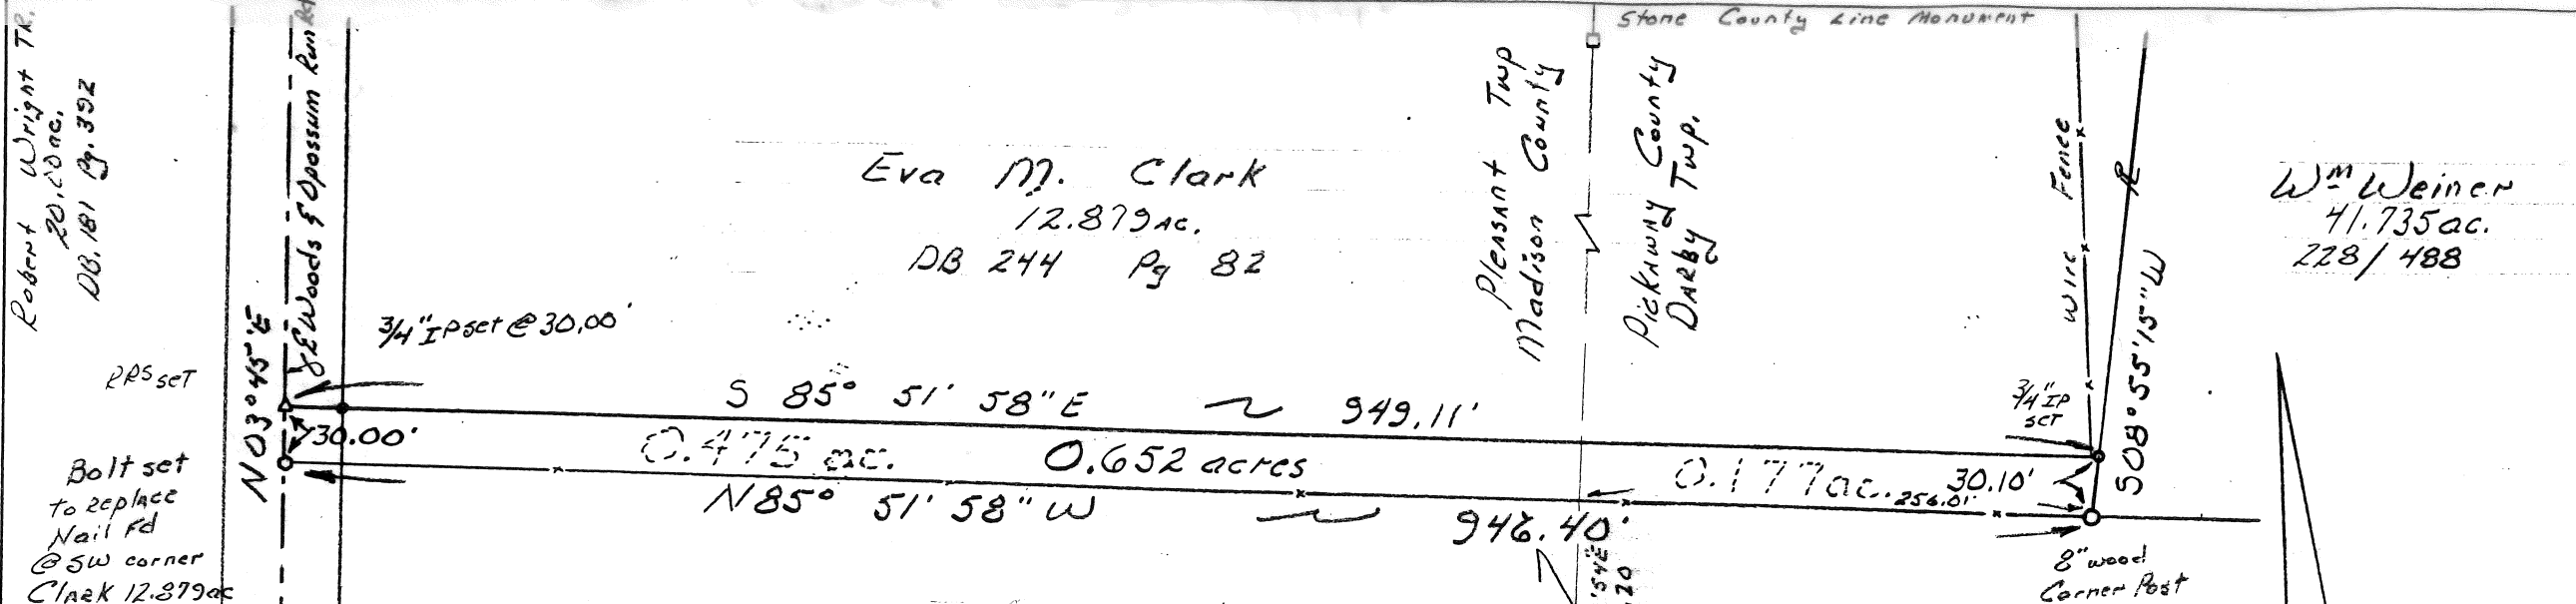 Robert Wright TR.
20.00 ac.
DB. 181 Pg. 392
Woods & Opossum Run Rd
Stone County Line Monument
Pleasant Twp
Madison County
Pickaway County
Darby Twp.
Wire Fence
Eva M. Clark
12.879 AC.
DB 244 Pg 82
Wm Weiner
41.735 ac.
228/488
3/4" IP set @ 30.00'
RRS set
N 03° 45' E
S 85° 51' 58" E 949.11'
3/4" IP
set
S 08° 55' 15" W
30.00'
0.475 ac. 0.652 acres 0.177 ac. 30.10'
256.01'
N 85° 51' 58" W 946.40'
Bolt set
to replace
Nail Fd
@ SW corner
Clark 12.879 ac
8" wood
Corner Post
'54"E
20